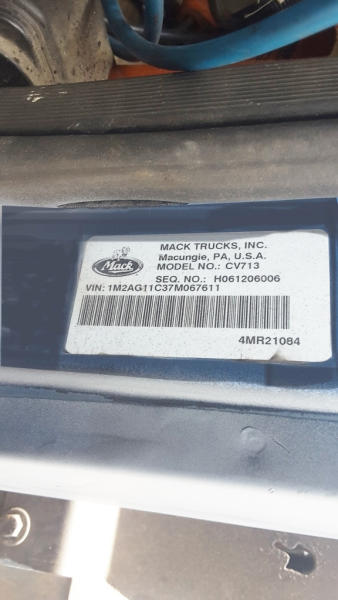 MACK TRUCKS, INC.
Macungie, PA, U.S.A.
MODEL NO.: CV713
SEQ. NO.: H061206006
Mack
VIN: 1M2AG11C37M067611
4MR21084